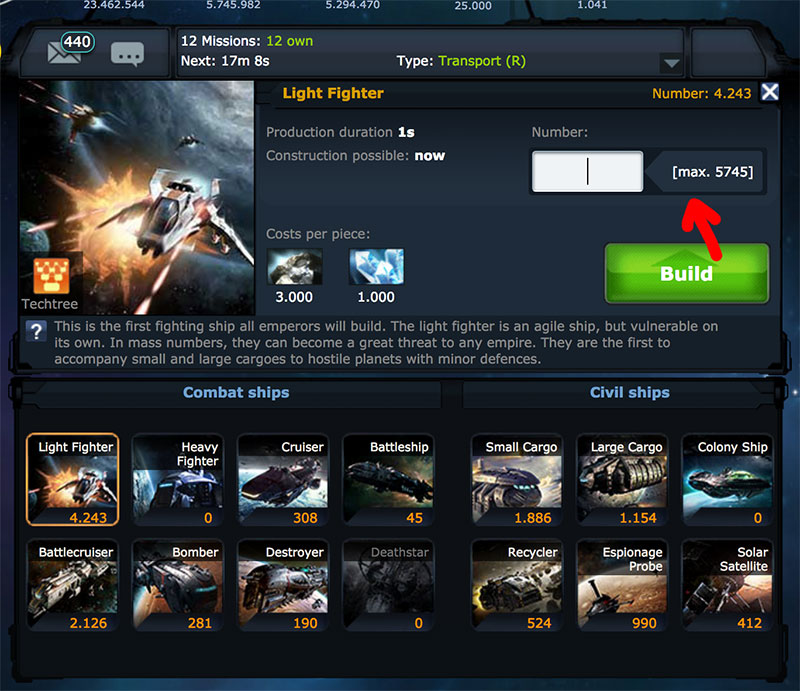 23.462.544 5.745.982 5.294.470 25.000 1.041
440
12 Missions: 12 own
Next: 17m 8s Type: Transport (R)
Light Fighter Number: 4.243
Production duration 1s Number:
Construction possible: now
[max. 5745]
Costs per piece:
3.000 1.000
Build
Techtree
?
This is the first fighting ship all emperors will build. The light fighter is an agile ship, but vulnerable on
its own. In mass numbers, they can become a great threat to any empire. They are the first to
accompany small and large cargoes to hostile planets with minor defences.
Combat ships Civil ships
Light Fighter
4.243
Heavy
Fighter
0
Cruiser
308
Battleship
45
Small Cargo
1.886
Large Cargo
1.154
Colony Ship
0
Battlecruiser
2.126
Bomber
281
Destroyer
190
Deathstar
0
Recycler
524
Espionage
Probe
990
Solar
Satellite
412